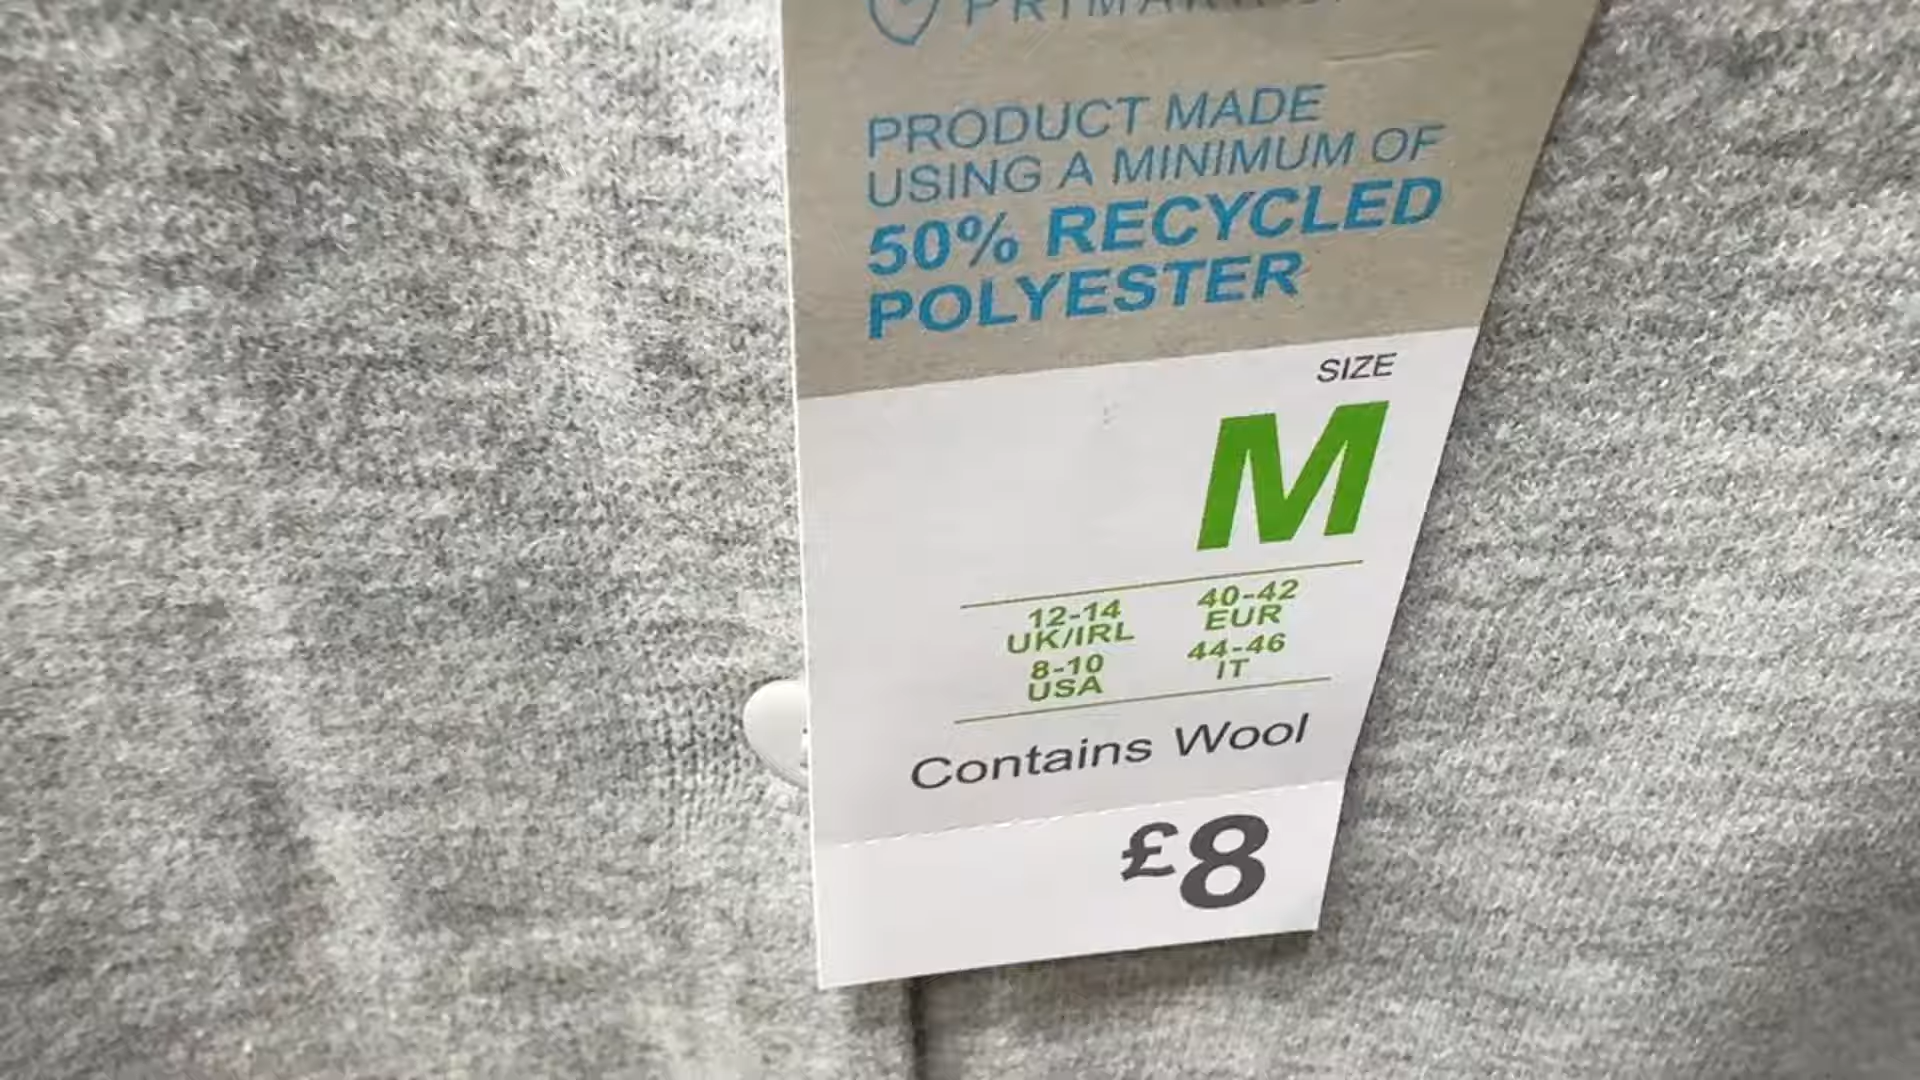 PRODUCT MADE
USING A MINIMUM OF
50% RECYCLED
POLYESTER
SIZE
M
12-14
UK/IRL
40-42
EUR
8-10
USA
44-46
IT
Contains Wool
£8